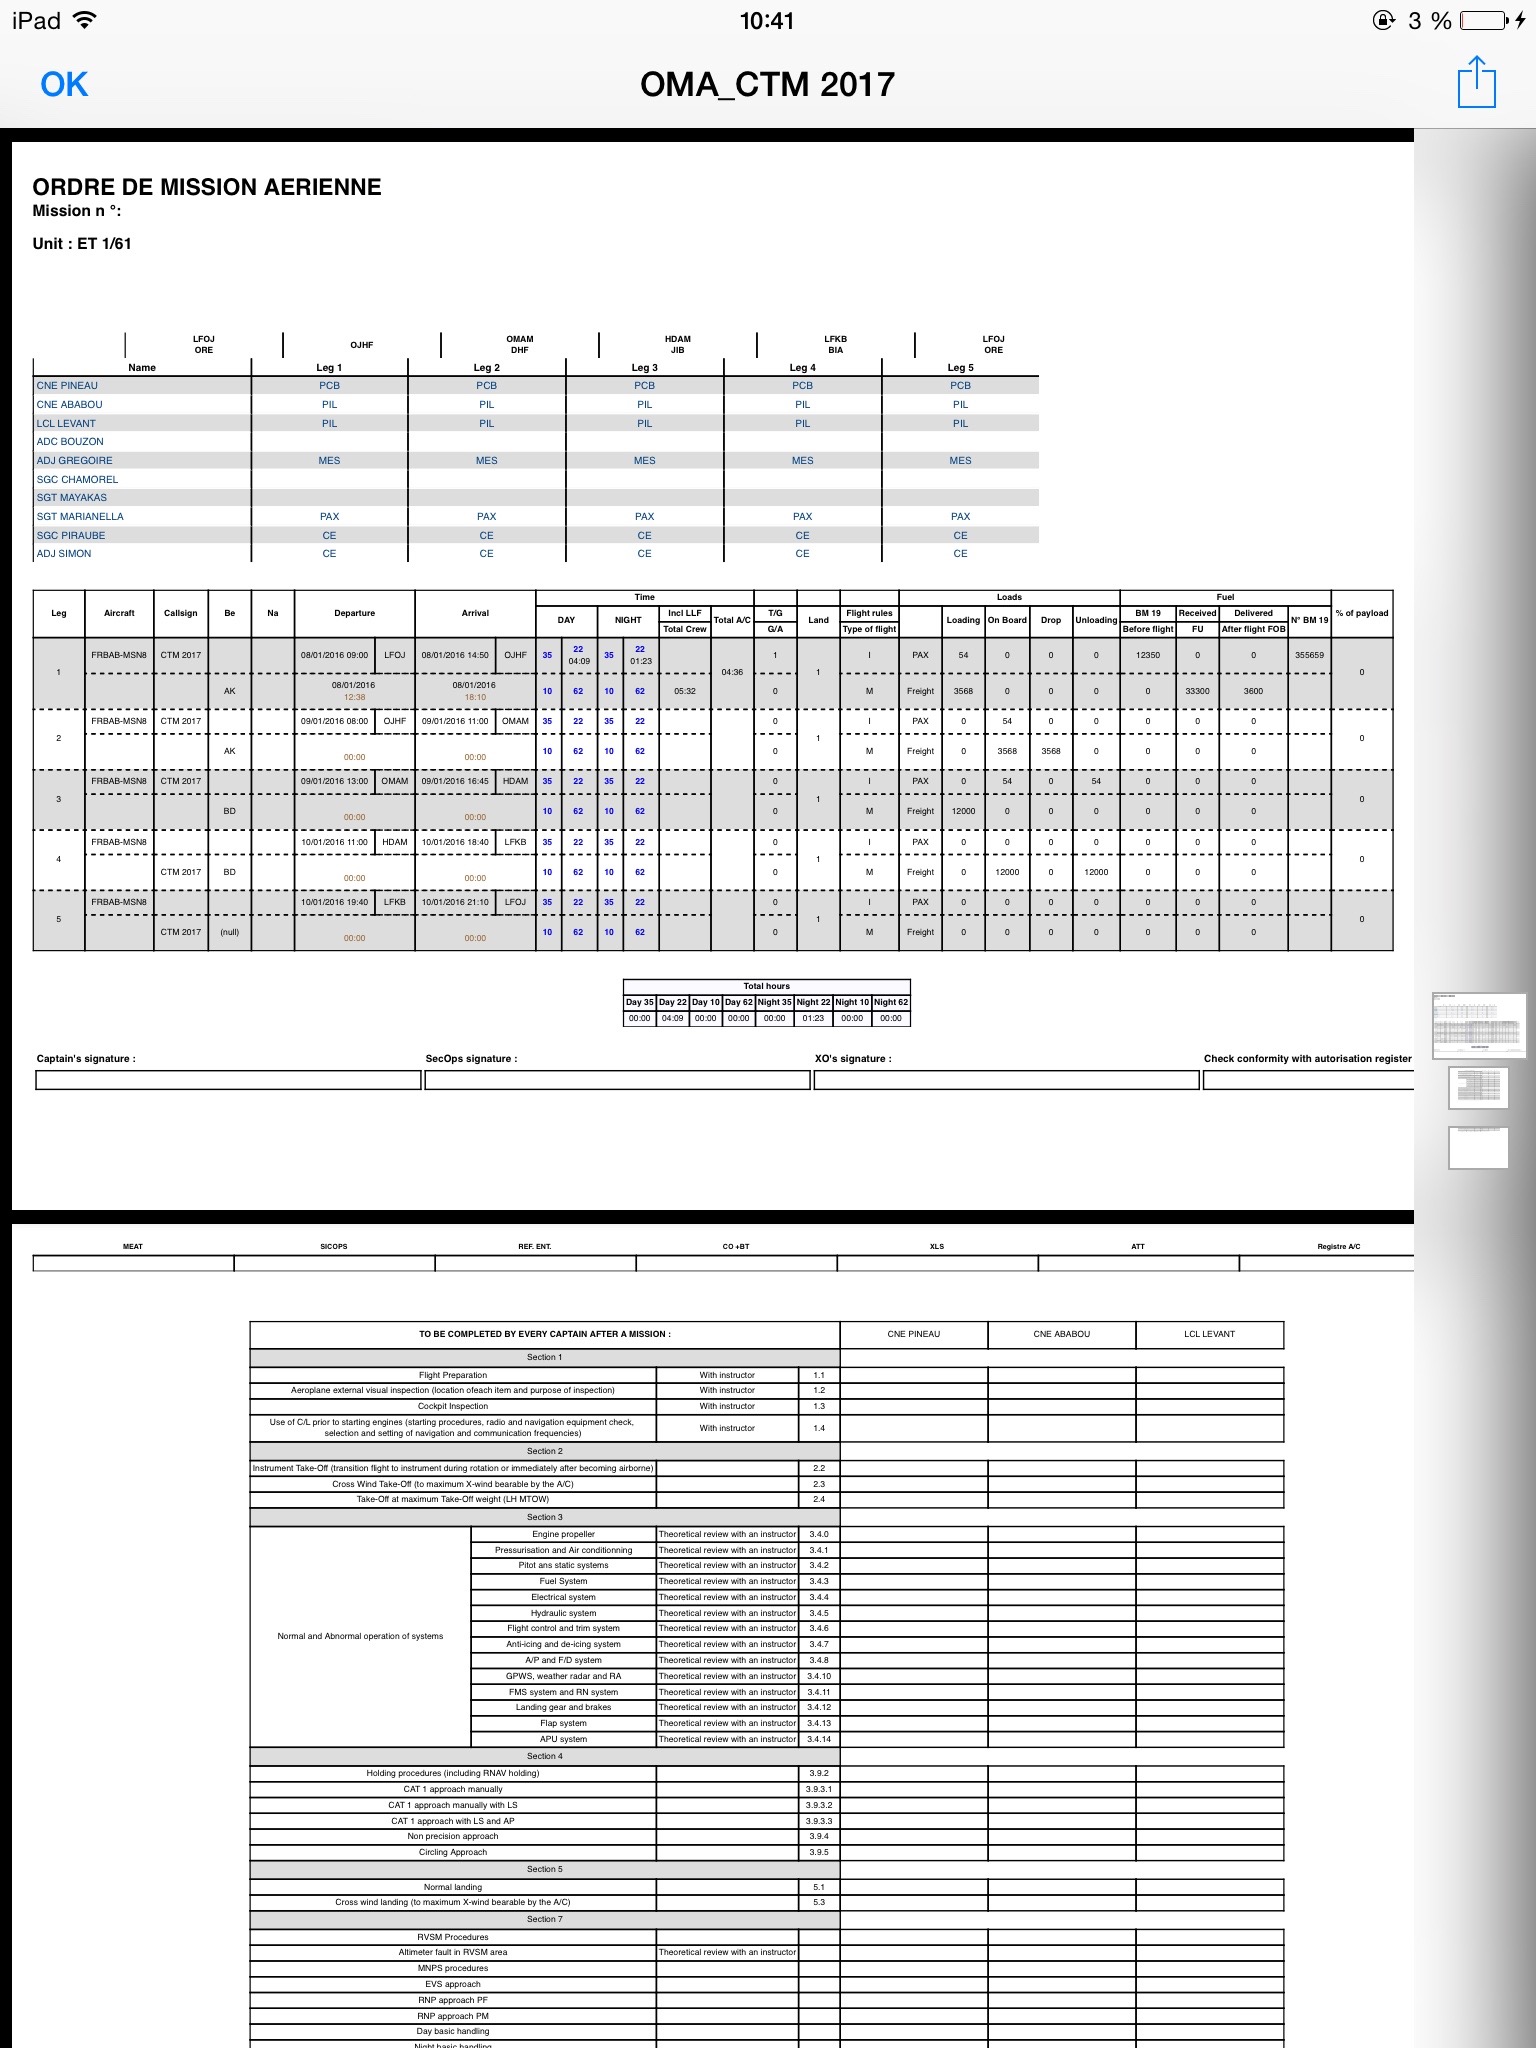 iPad 10:41 3 %
OK OMA_CTM 2017
ORDRE DE MISSION AERIENNE
Mission n °:
Unit : ET 1/61
LFOJ OJHF OMAM HDAM LFKB LFOJ
ORE DHF JIB BIA ORE
Name Leg 1 Leg 2 Leg 3 Leg 4 Leg 5
CNE PINEAU PCB PCB PCB PCB PCB
CNE ABABOU PIL PIL PIL PIL PIL
LCL LEVANT PIL PIL PIL PIL PIL
ADC BOUZON
ADJ GREGOIRE MES MES MES MES MES
SGC CHAMOREL
SGT MAYAKAS
SGT MARIANELLA PAX PAX PAX PAX PAX
SGC PIRAUBE CE CE CE CE CE
ADJ SIMON CE CE CE CE CE
Time Loads Fuel
Leg Aircraft Callsign Be Na Departure Arrival DAY NIGHT Incl LLF Total A/C T/G Land Flight rules Loading On Board Drop Unloading BM 19 Received Delivered N° BM 19 % of payload
Total Crew G/A Type of flight Before flight FU After flight FOB
1 FRBAB-MSN8 CTM 2017 08/01/2016 09:00 LFOJ 08/01/2016 14:50 OJHF 35 22 04:09 35 22 01:23 04:36 1 1 I PAX 54 0 0 0 12350 0 0 355659 0
AK 08/01/2016 12:38 08/01/2016 18:10 10 62 10 62 05:32 0 M Freight 3568 0 0 0 0 33300 3600
2 FRBAB-MSN8 CTM 2017 09/01/2016 08:00 OJHF 09/01/2016 11:00 OMAM 35 22 35 22 0 1 I PAX 0 54 0 0 0 0 0 0
AK 00:00 00:00 10 62 10 62 0 M Freight 0 3568 3568 0 0 0 0
3 FRBAB-MSN8 CTM 2017 09/01/2016 13:00 OMAM 09/01/2016 16:45 HDAM 35 22 35 22 0 1 I PAX 0 54 0 54 0 0 0 0
BD 00:00 00:00 10 62 10 62 0 M Freight 12000 0 0 0 0 0 0
4 FRBAB-MSN8 10/01/2016 11:00 HDAM 10/01/2016 18:40 LFKB 35 22 35 22 0 1 I PAX 0 0 0 0 0 0 0 0
CTM 2017 BD 00:00 00:00 10 62 10 62 0 M Freight 0 12000 0 12000 0 0 0
5 FRBAB-MSN8 10/01/2016 19:40 LFKB 10/01/2016 21:10 LFOJ 35 22 35 22 0 1 I PAX 0 0 0 0 0 0 0 0
CTM 2017 (null) 00:00 00:00 10 62 10 62 0 M Freight 0 0 0 0 0 0 0
Total hours
Day 35 Day 22 Day 10 Day 62 Night 35 Night 22 Night 10 Night 62
00:00 04:09 00:00 00:00 00:00 01:23 00:00 00:00
Captain's signature : SecOps signature : XO's signature : Check conformity with autorisation register
MEAT SICOPS REF. ENT. CO +BT XLS ATT Registre A/C
TO BE COMPLETED BY EVERY CAPTAIN AFTER A MISSION : CNE PINEAU CNE ABABOU LCL LEVANT
Section 1
Flight Preparation With instructor 1.1
Aeroplane external visual inspection (location ofeach item and purpose of inspection) With instructor 1.2
Cockpit Inspection With instructor 1.3
Use of C/L prior to starting engines (starting procedures, radio and navigation equipment check,
selection and setting of navigation and communication frequencies) With instructor 1.4
Section 2
Instrument Take-Off (transition flight to instrument during rotation or immediately after becoming airborne) 2.2
Cross Wind Take-Off (to maximum X-wind bearable by the A/C) 2.3
Take-Off at maximum Take-Off weight (LH MTOW) 2.4
Section 3
Engine propeller Theoretical review with an instructor 3.4.0
Pressurisation and Air conditionning Theoretical review with an instructor 3.4.1
Pitot ans static systems Theoretical review with an instructor 3.4.2
Fuel System Theoretical review with an instructor 3.4.3
Electrical system Theoretical review with an instructor 3.4.4
Hydraulic system Theoretical review with an instructor 3.4.5
Flight control and trim system Theoretical review with an instructor 3.4.6
Normal and Abnormal operation of systems
Anti-icing and de-icing system Theoretical review with an instructor 3.4.7
A/P and F/D system Theoretical review with an instructor 3.4.8
GPWS, weather radar and RA Theoretical review with an instructor 3.4.10
FMS system and RN system Theoretical review with an instructor 3.4.11
Landing gear and brakes Theoretical review with an instructor 3.4.12
Flap system Theoretical review with an instructor 3.4.13
APU system Theoretical review with an instructor 3.4.14
Section 4
Holding procedures (including RNAV holding) 3.9.2
CAT 1 approach manually 3.9.3.1
CAT 1 approach manually with LS 3.9.3.2
CAT 1 approach with LS and AP 3.9.3.3
Non precision approach 3.9.4
Circling Approach 3.9.5
Section 5
Normal landing 5.1
Cross wind landing (to maximum X-wind bearable by the A/C) 5.3
Section 7
RVSM Procedures
Altimeter fault in RVSM area Theoretical review with an instructor
MNPS procedures
EVS approach
RNP approach PF
RNP approach PM
Day basic handling
Night basic handling